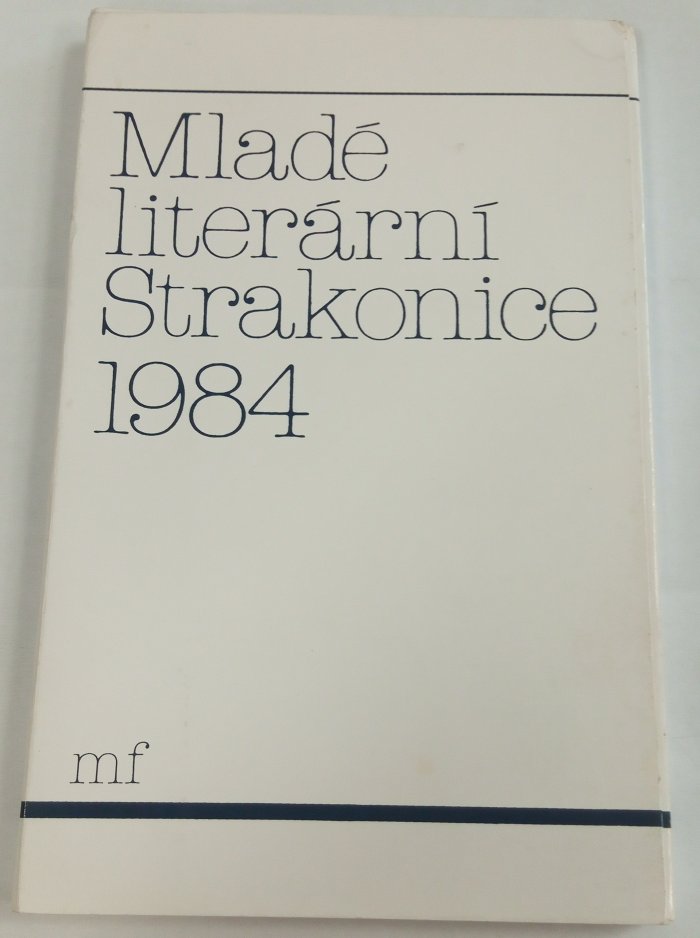 Mladé
literární
Strakonice
1984
mf